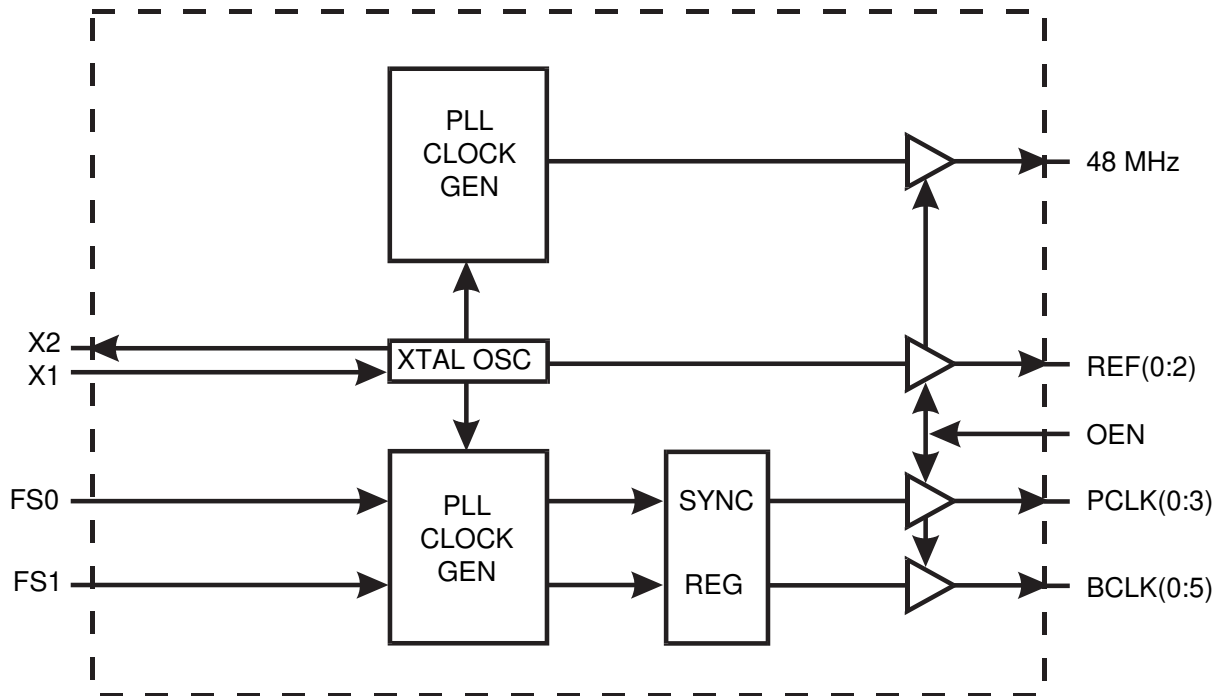 PLL
CLOCK
GEN
48 MHz
X2
X1
XTAL OSC
REF(0:2)
OEN
FS0
FS1
PLL
CLOCK
GEN
SYNC
REG
PCLK(0:3)
BCLK(0:5)